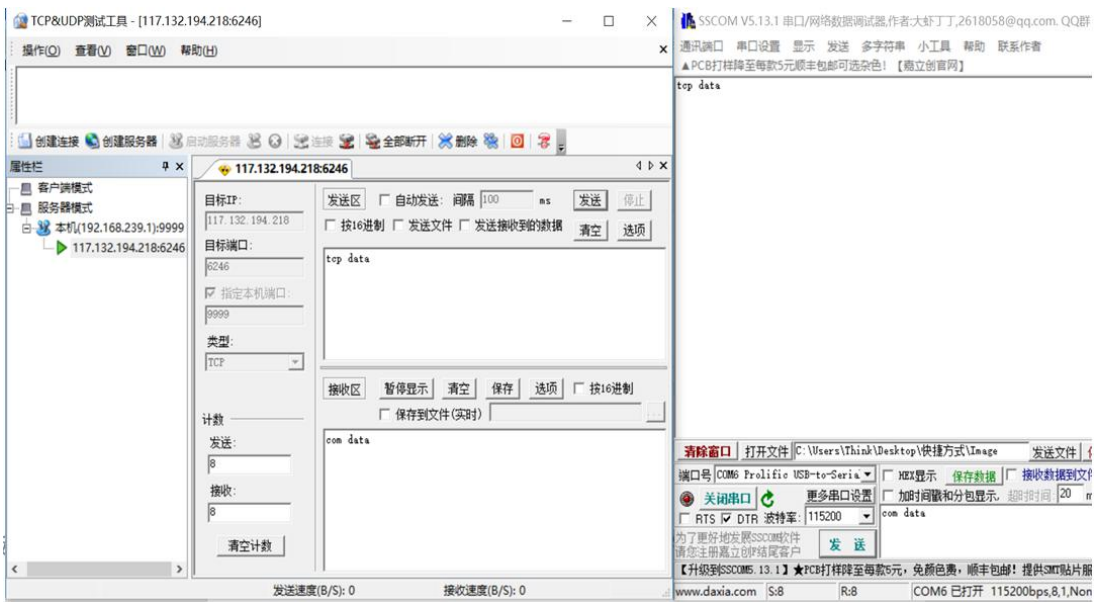 TCP&UDP测试工具 - [117.132.194.218:6246]
操作(O) 查看(V) 窗口(W) 帮助(H)
创建连接 创建服务器 启动服务器 连接 全部断开 删除
属性栏
客户端模式
服务器模式
本机(192.168.239.1):9999
117.132.194.218:6246
117.132.194.218:6246
目标IP:
117.132.194.218
目标端口:
6246
指定本机端口:
9999
类型:
TCP
计数
发送:
8
接收:
8
清空计数
发送区 自动发送: 间隔 100 ms 发送 停止
按16进制 发送文件 发送接收到的数据 清空 选项
tcp data
接收区 暂停显示 清空 保存 选项 按16进制
保存到文件(实时) ...
com data
发送速度(B/S): 0 接收速度(B/S): 0
SSCOM V5.13.1 串口/网络数据调试器,作者:大虾丁丁,2618058@qq.com. QQ群
通讯端口 串口设置 显示 发送 多字符串 小工具 帮助 联系作者
▲PCB打样降至每款5元顺丰包邮可选杂色!【嘉立创官网】
tcp data
清除窗口 打开文件 C:\Users\Think\Desktop\快捷方式\Image 发送文件
端口号 COM6 Prolific USB-to-Seria HEX显示 保存数据 接收数据到文
关闭串口 更多串口设置 加时间戳和分包显示, 超时时间: 20 m
RTS DTR 波特率: 115200
com data
为了更好地发展SSCOM软件
请您注册嘉立创F结尾客户
发 送
【升级到SSCOM5.13.1】★PCB打样降至每款5元，免颜色费，顺丰包邮！提供SMT贴片服
www.daxia.com S:8 R:8 COM6 已打开 115200bps,8,1,Non